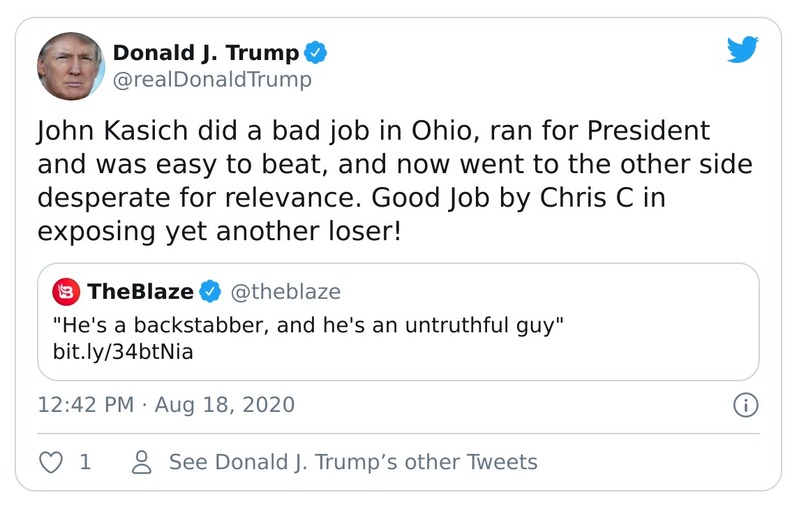 Donald J. Trump
@realDonaldTrump
John Kasich did a bad job in Ohio, ran for President
and was easy to beat, and now went to the other side
desperate for relevance. Good Job by Chris C in
exposing yet another loser!
TheBlaze @theblaze
"He's a backstabber, and he's an untruthful guy"
bit.ly/34btNia
12:42 PM · Aug 18, 2020
1 See Donald J. Trump’s other Tweets